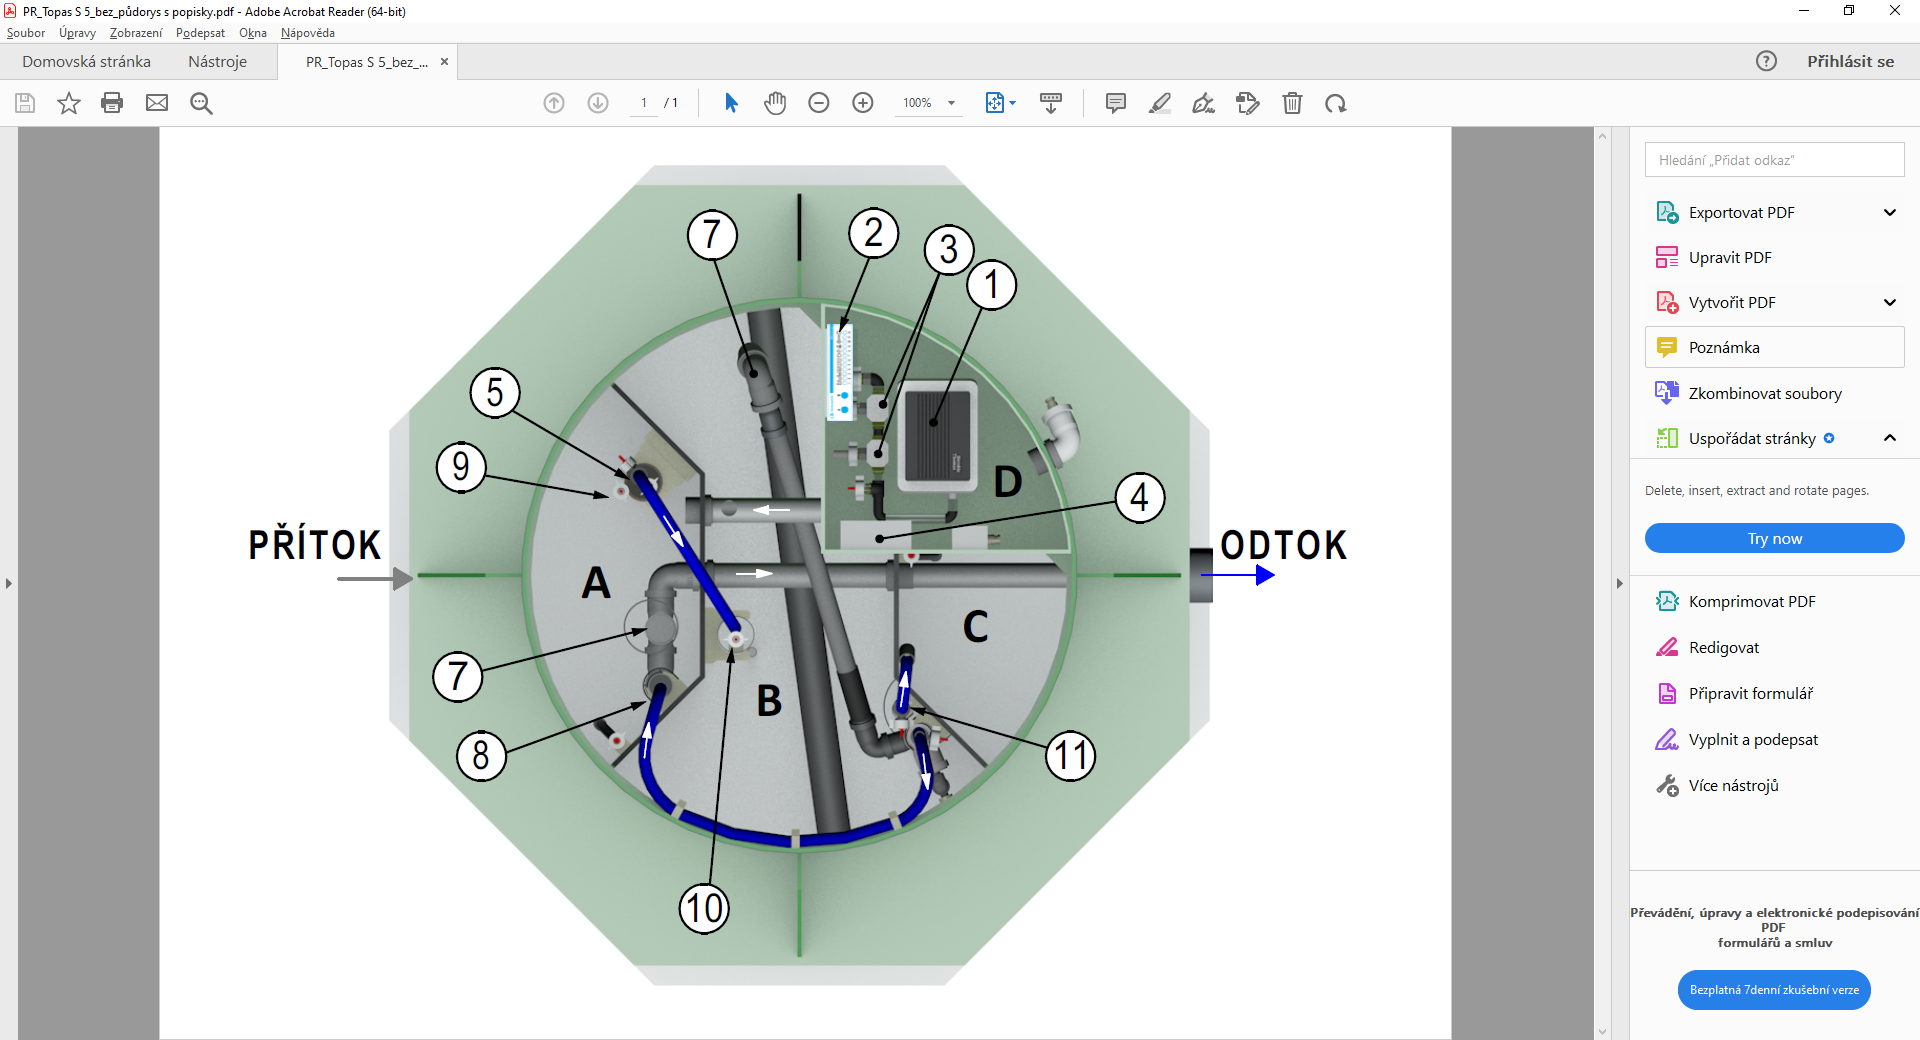 PR_Topas S 5_bez_půdorys s popisky.pdf - Adobe Acrobat Reader (64-bit)
Soubor Úpravy Zobrazení Podepsat Okna Nápověda
Domovská stránka Nástroje PR_Topas S 5_bez_... × Přihlásit se
1 / 1 100%
Hledání „Přidat odkaz“
Exportovat PDF
Upravit PDF
Vytvořit PDF
Poznámka
Zkombinovat soubory
Uspořádat stránky
Delete, insert, extract and rotate pages.
Try now
Komprimovat PDF
Redigovat
Připravit formulář
Vyplnit a podepsat
Více nástrojů
Převádění, úpravy a elektronické podepisování
PDF
formulářů a smluv
Bezplatná 7denní zkušební verze
7
2
3
1
5
9
D
4
PŘÍTOK
ODTOK
A
C
7
B
8
11
10